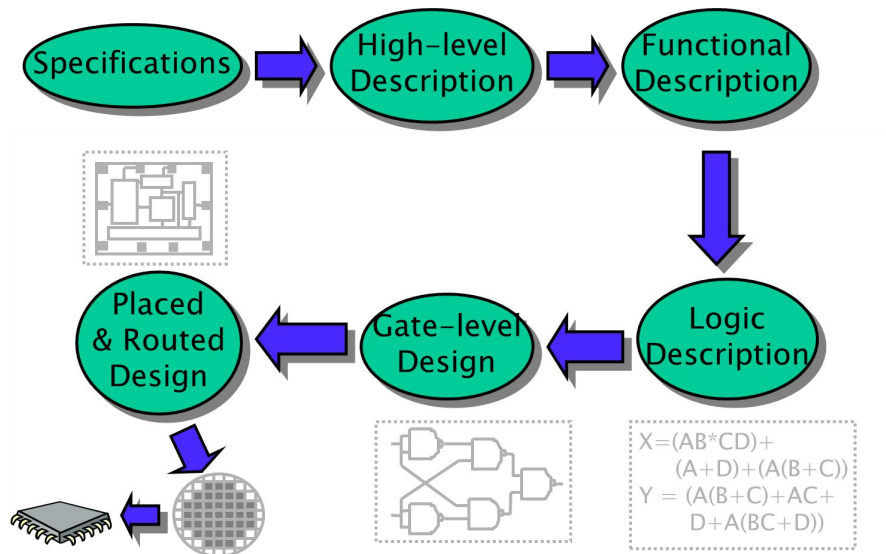 Specifications
High-level
Description
Functional
Description
Placed
& Routed
Design
Gate-level
Design
Logic
Description
X=(AB*CD)+
(A+D)+(A(B+C))
Y = (A(B+C)+AC+
D+A(BC+D))